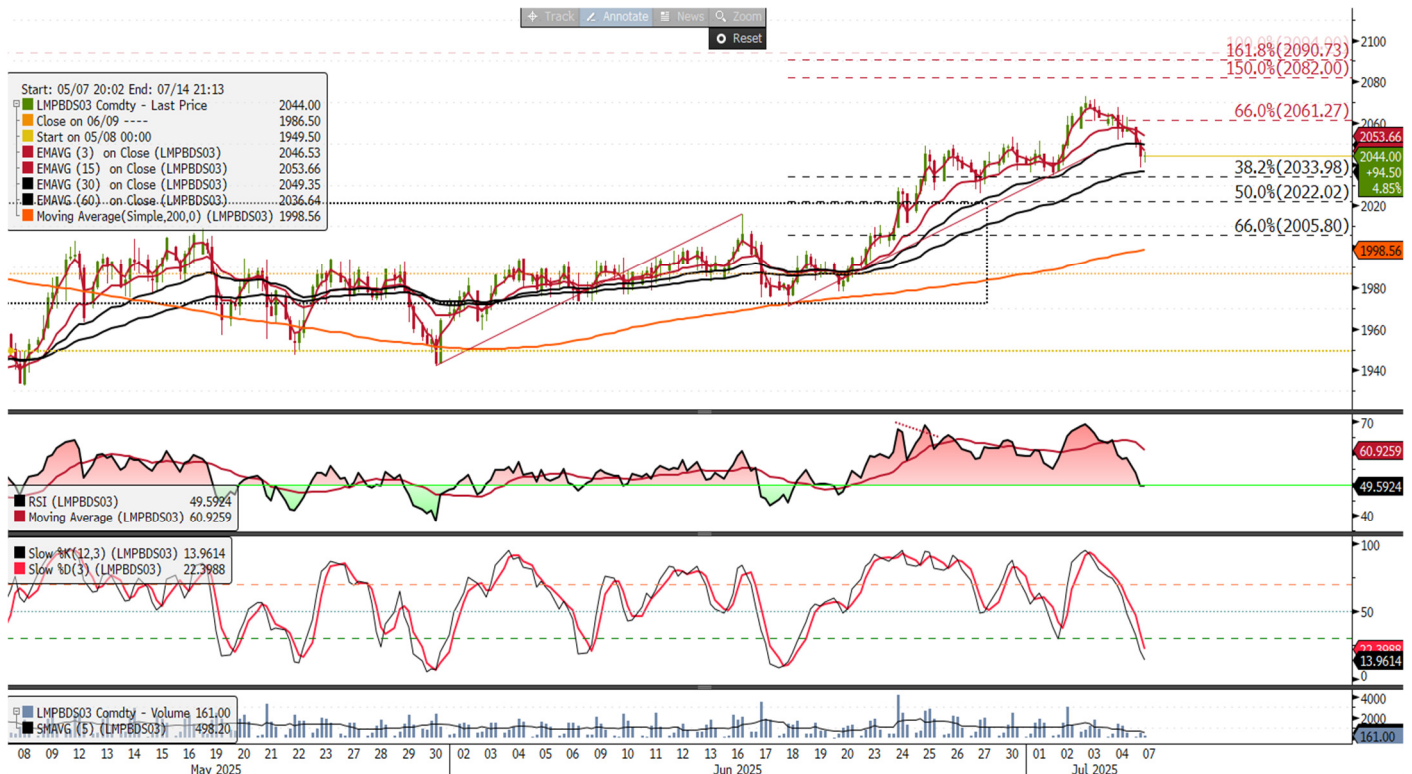 Track Annotate News Zoom
Reset
Start: 05/07 20:02 End: 07/14 21:13
LMPBDS03 Comdty - Last Price 2044.00
Close on 06/09 ---- 1986.50
Start on 05/08 00:00 1949.50
EMAVG (3) on Close (LMPBDS03) 2046.53
EMAVG (15) on Close (LMPBDS03) 2053.66
EMAVG (30) on Close (LMPBDS03) 2049.35
EMAVG (60) on Close (LMPBDS03) 2036.64
Moving Average(Simple,200,0) (LMPBDS03) 1998.56
161.8%(2090.73)
150.0%(2082.00)
66.0%(2061.27)
38.2%(2033.98)
50.0%(2022.02)
66.0%(2005.80)
2100
2080
2060
2053.66
2044.00
+94.50
4.85%
2020
1998.56
1980
1960
1940
RSI (LMPBDS03) 49.5924
Moving Average (LMPBDS03) 60.9259
70
60.9259
49.5924
40
Slow %K(12,3) (LMPBDS03) 13.9614
Slow %D(3) (LMPBDS03) 22.3988
100
50
22.3988
13.9614
0
LMPBDS03 Comdty - Volume 161.00
SMAVG (5) (LMPBDS03) 498.20
4000
2000
161.00
08 09 12 13 14 15 16 19 20 21 22 23 26 27 28 29 30 02 03 04 05 06 09 10 11 12 13 16 17 18 19 20 23 24 25 26 27 30 01 02 03 04 07
May 2025 Jun 2025 Jul 2025